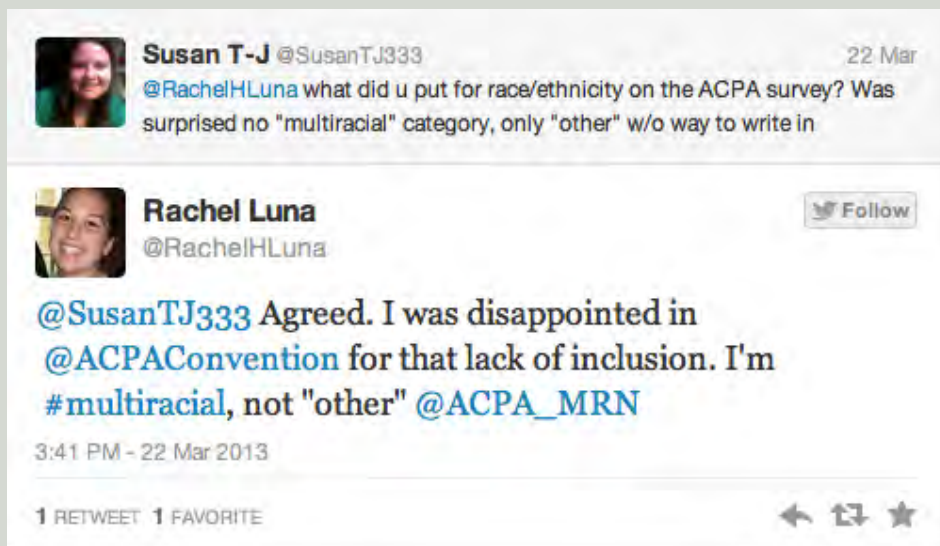 Susan T-J @SusanTJ333 22 Mar
@RachelHLuna what did u put for race/ethnicity on the ACPA survey? Was
surprised no "multiracial" category, only "other" w/o way to write in
Rachel Luna Follow
@RachelHLuna
@SusanTJ333 Agreed. I was disappointed in
@ACPAConvention for that lack of inclusion. I'm
#multiracial, not "other" @ACPA_MRN
3:41 PM - 22 Mar 2013
1 RETWEET 1 FAVORITE